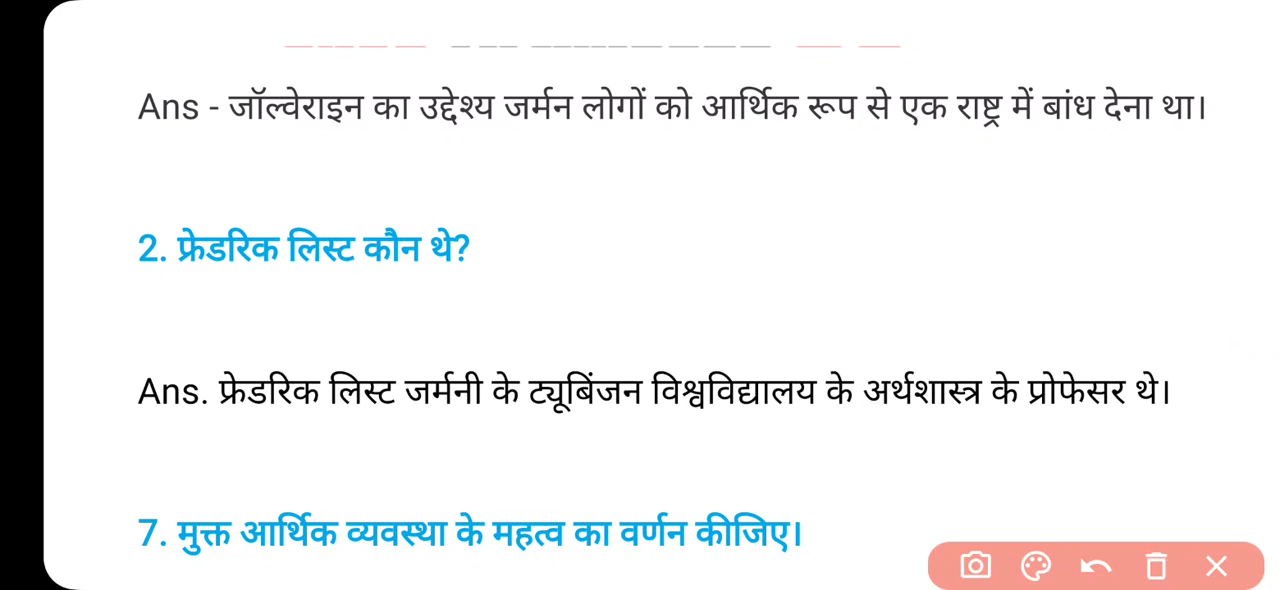 Ans - जॉल्वेराइन का उद्देश्य जर्मन लोगों को आर्थिक रूप से एक राष्ट्र में बांध देना था।
2. फ्रेडरिक लिस्ट कौन थे?
Ans. फ्रेडरिक लिस्ट जर्मनी के ट्यूबिंजन विश्वविद्यालय के अर्थशास्त्र के प्रोफेसर थे।
7. मुक्त आर्थिक व्यवस्था के महत्व का वर्णन कीजिए।